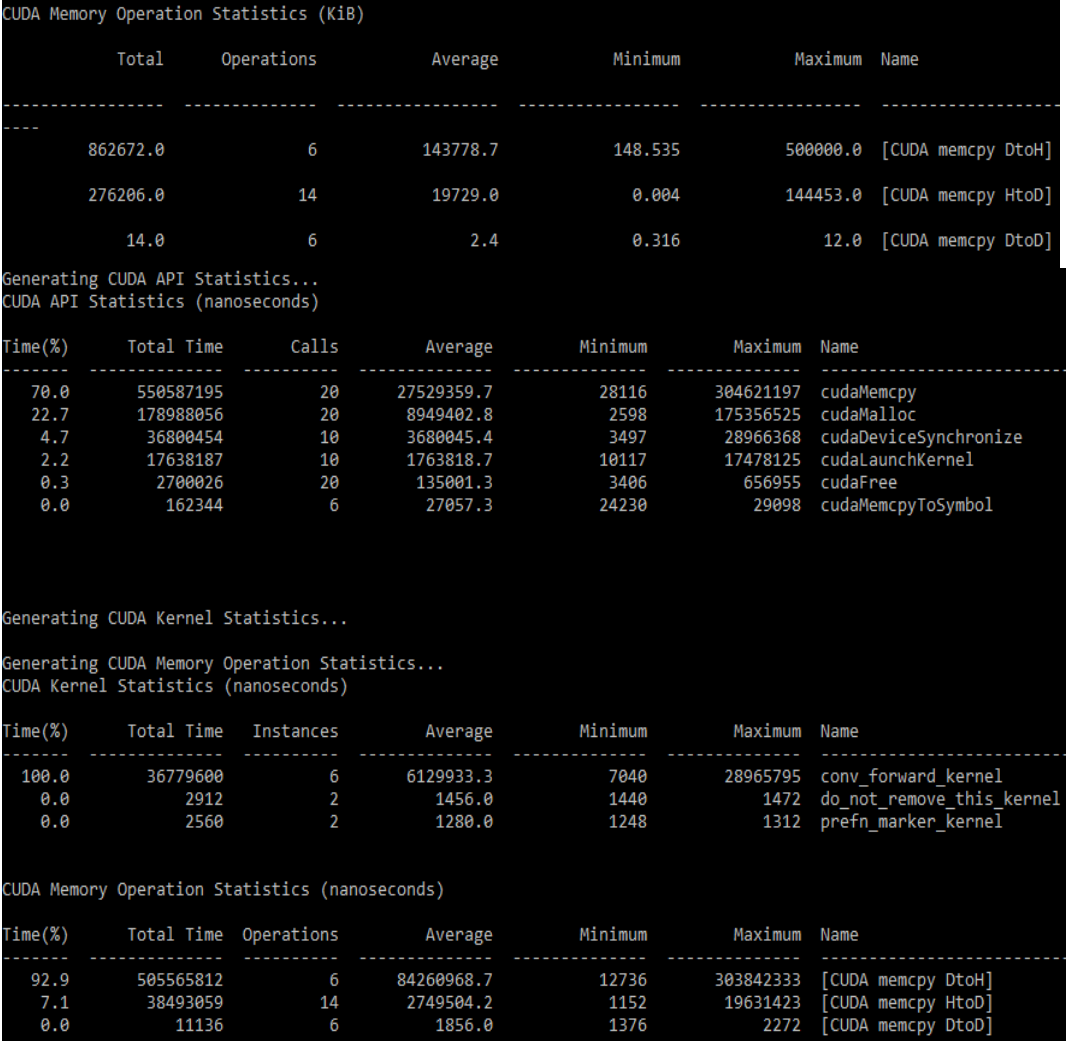 CUDA Memory Operation Statistics (KiB)
Total Operations Average Minimum Maximum Name
----------------- -------------- ----------------- ----------------- ----------------- -------------------
----
862672.0 6 143778.7 148.535 500000.0 [CUDA memcpy DtoH]
276206.0 14 19729.0 0.004 144453.0 [CUDA memcpy HtoD]
14.0 6 2.4 0.316 12.0 [CUDA memcpy DtoD]
Generating CUDA API Statistics...
CUDA API Statistics (nanoseconds)
Time(%) Total Time Calls Average Minimum Maximum Name
------- -------------- ---------- -------------- -------------- -------------- --------------------------
70.0 550587195 20 27529359.7 28116 304621197 cudaMemcpy
22.7 178988056 20 8949402.8 2598 175356525 cudaMalloc
4.7 36800454 10 3680045.4 3497 28966368 cudaDeviceSynchronize
2.2 17638187 10 1763818.7 10117 17478125 cudaLaunchKernel
0.3 2700026 20 135001.3 3406 656955 cudaFree
0.0 162344 6 27057.3 24230 29098 cudaMemcpyToSymbol
Generating CUDA Kernel Statistics...
Generating CUDA Memory Operation Statistics...
CUDA Kernel Statistics (nanoseconds)
Time(%) Total Time Instances Average Minimum Maximum Name
------- -------------- ---------- -------------- -------------- -------------- --------------------------
100.0 36779600 6 6129933.3 7040 28965795 conv_forward_kernel
0.0 2912 2 1456.0 1440 1472 do_not_remove_this_kernel
0.0 2560 2 1280.0 1248 1312 prefn_marker_kernel
CUDA Memory Operation Statistics (nanoseconds)
Time(%) Total Time Operations Average Minimum Maximum Name
------- -------------- ---------- -------------- -------------- -------------- --------------------------
92.9 505565812 6 84260968.7 12736 303842333 [CUDA memcpy DtoH]
7.1 38493059 14 2749504.2 1152 19631423 [CUDA memcpy HtoD]
0.0 11136 6 1856.0 1376 2272 [CUDA memcpy DtoD]